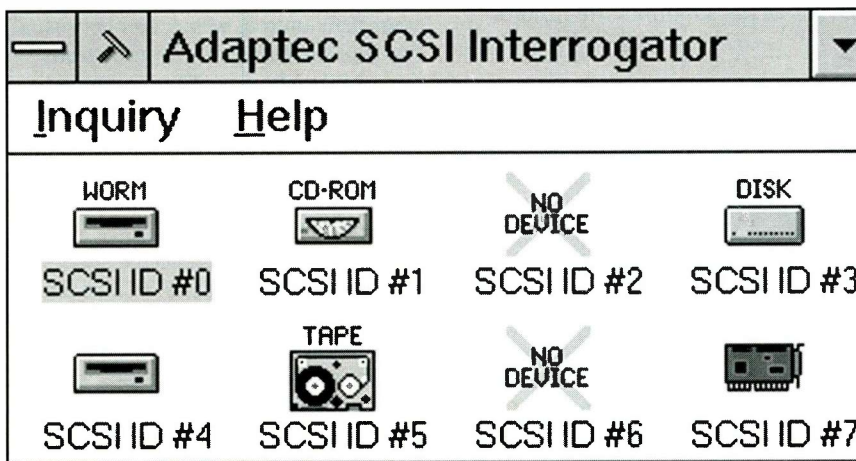 Adaptec SCSI Interrogator
Inquiry Help
WORM CD-ROM NO DEVICE DISK
SCSI ID #0 SCSI ID #1 SCSI ID #2 SCSI ID #3
TAPE NO DEVICE
SCSI ID #4 SCSI ID #5 SCSI ID #6 SCSI ID #7